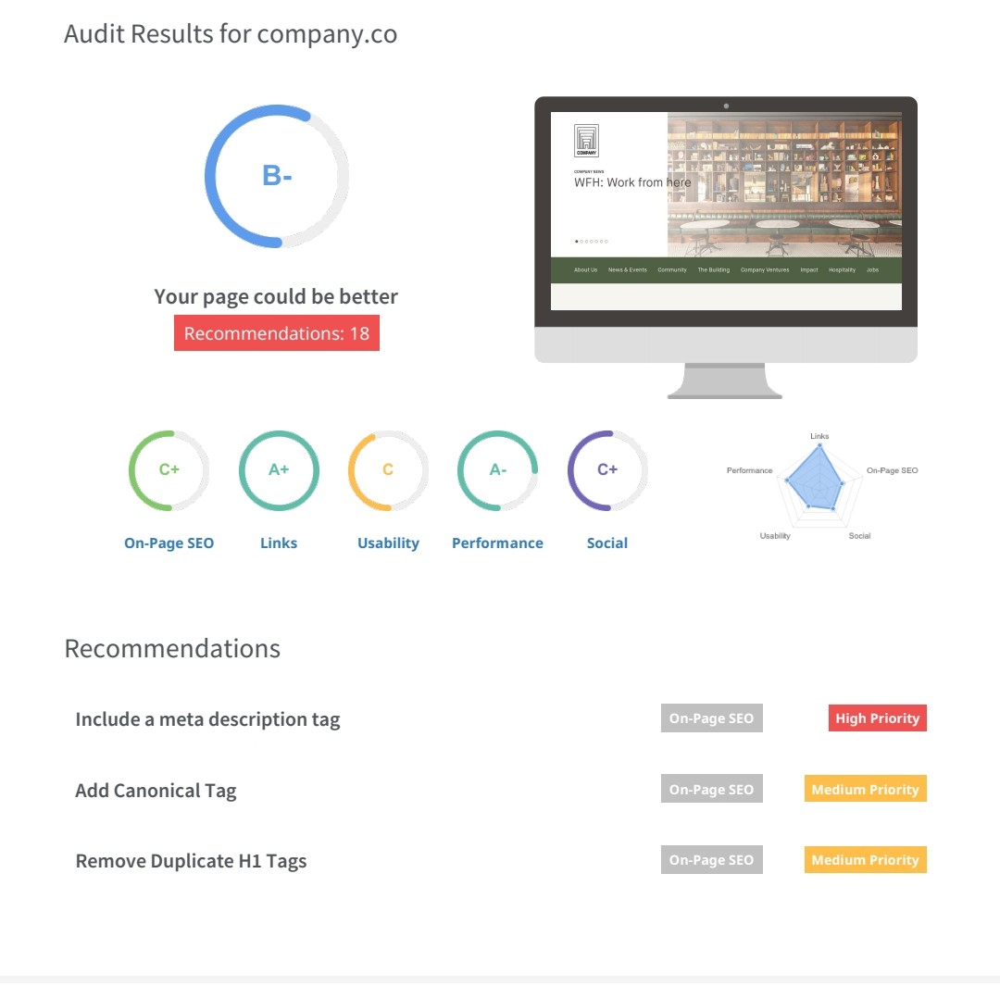 Audit Results for company.co
B-
Your page could be better
Recommendations: 18
COMPANY
COMPANY NEWS
WFH: Work from here
About Us News & Events Community The Building Company Ventures Impact Hospitality Jobs
C+ A+ C A- C+
On-Page SEO Links Usability Performance Social
Links
Performance On-Page SEO
Usability Social
Recommendations
Include a meta description tag On-Page SEO High Priority
Add Canonical Tag On-Page SEO Medium Priority
Remove Duplicate H1 Tags On-Page SEO Medium Priority